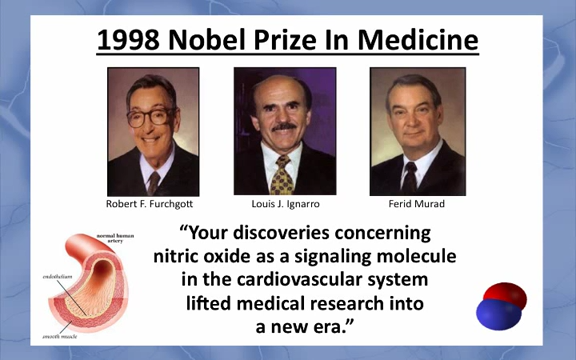 1998 Nobel Prize In Medicine
Robert F. Furchgott
Louis J. Ignarro
Ferid Murad
“Your discoveries concerning
nitric oxide as a signaling molecule
in the cardiovascular system
lifted medical research into
a new era.”
normal human
artery
endothelium
smooth muscle